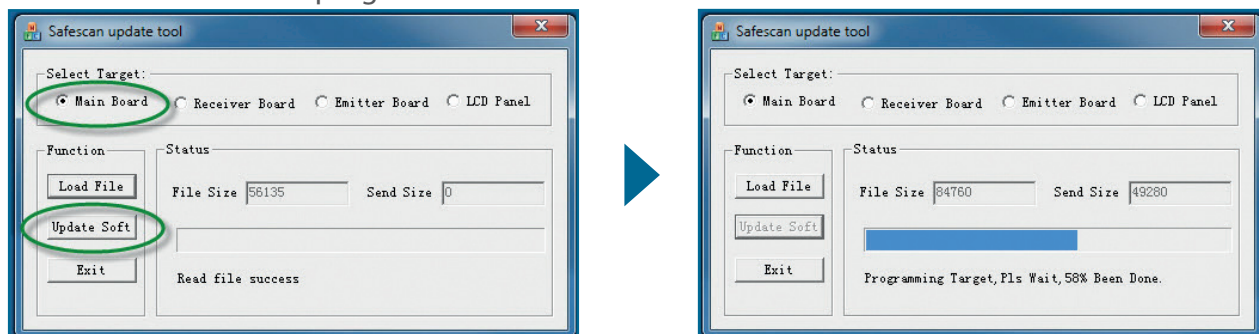 Safescan update tool
Select Target:
Main Board
Receiver Board
Emitter Board
LCD Panel
Function
Load File
Update Soft
Exit
Status
File Size 56135
Send Size 0
Read file success
Safescan update tool
Select Target:
Main Board
Receiver Board
Emitter Board
LCD Panel
Function
Load File
Update Soft
Exit
Status
File Size 84760
Send Size 49280
Programming Target,Pls Wait,58% Been Done.